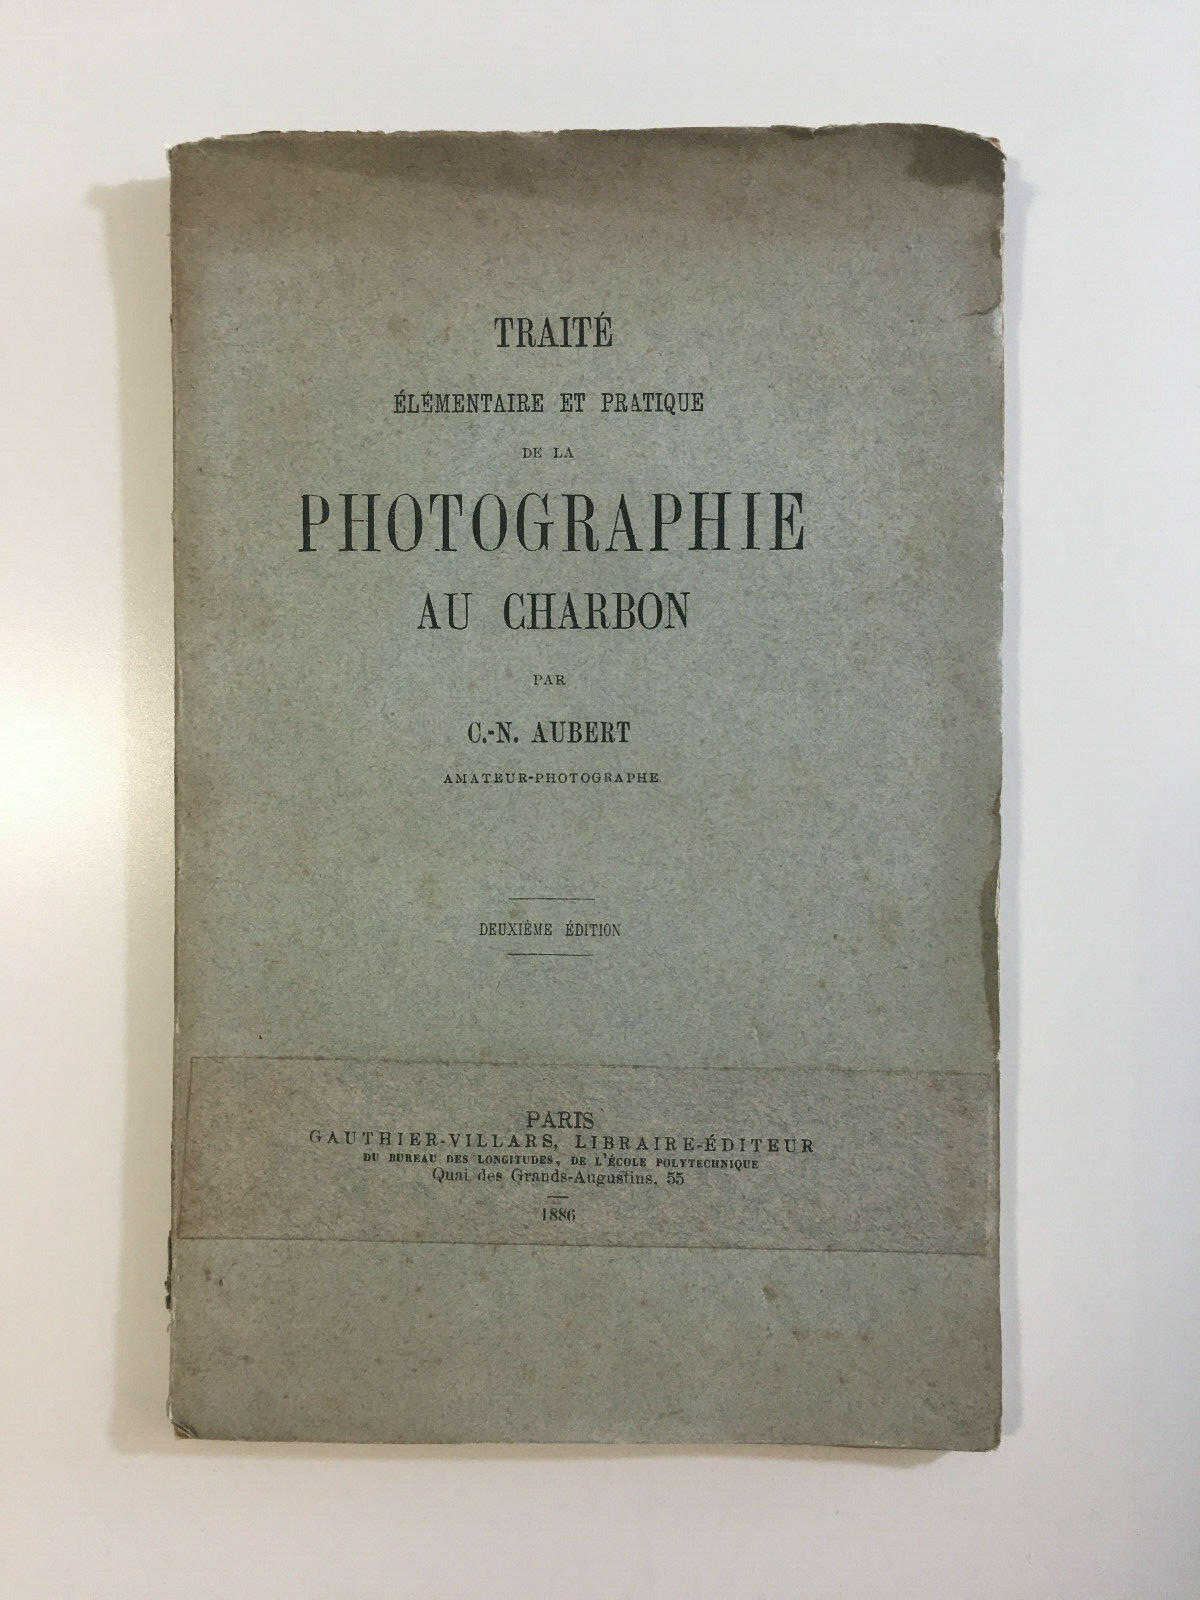 TRAITÉ
ÉLÉMENTAIRE ET PRATIQUE
DE LA
PHOTOGRAPHIE
AU CHARBON
PAR
C.-N. AUBERT
AMATEUR-PHOTOGRAPHE
DEUXIÈME ÉDITION
PARIS
GAUTHIER-VILLARS, LIBRAIRE-ÉDITEUR
DU BUREAU DES LONGITUDES, DE L'ÉCOLE POLYTECHNIQUE
Quai des Grands-Augustins, 55
1886